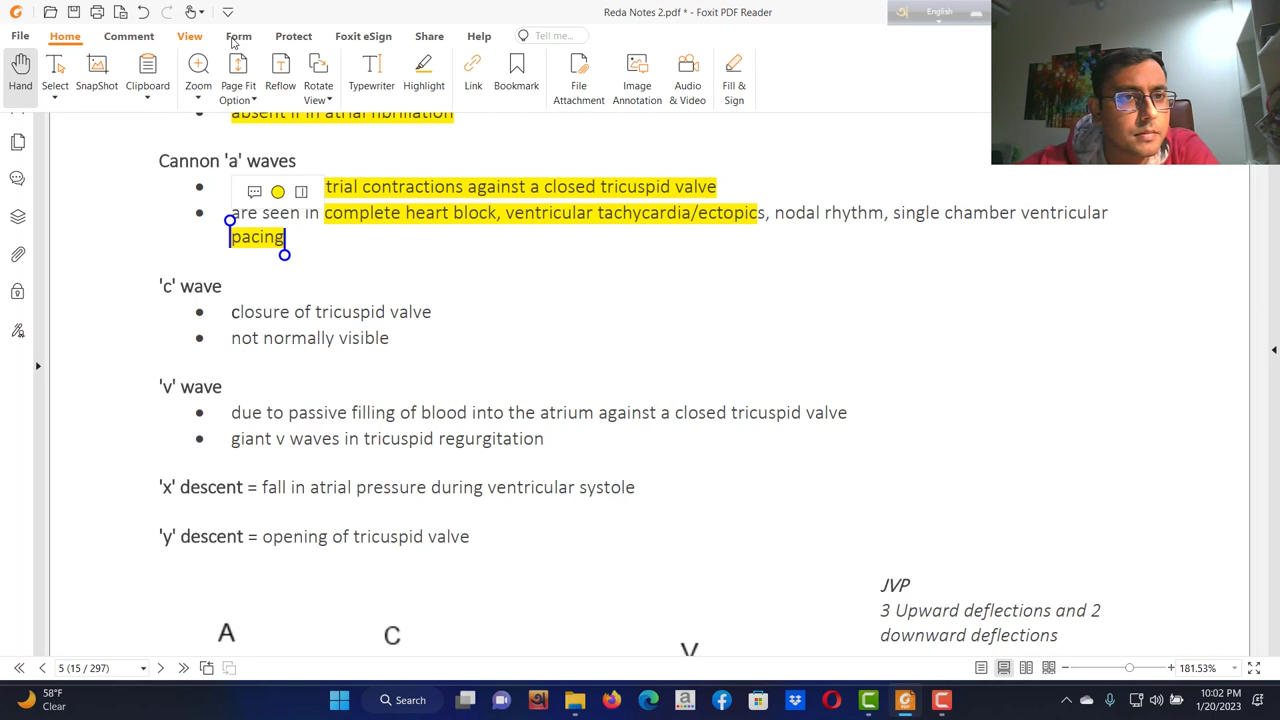 Reda Notes 2.pdf * - Foxit PDF Reader
English
File Home Comment View Form Protect Foxit eSign Share Help Tell me...
Hand Select SnapShot Clipboard Zoom Page Fit Option Reflow Rotate View Typewriter Highlight Link Bookmark File Attachment Image Annotation Audio & Video Fill & Sign
absent if in atrial fibrillation
Cannon 'a' waves
trial contractions against a closed tricuspid valve
are seen in complete heart block, ventricular tachycardia/ectopics, nodal rhythm, single chamber ventricular
pacing
'c' wave
closure of tricuspid valve
not normally visible
'v' wave
due to passive filling of blood into the atrium against a closed tricuspid valve
giant v waves in tricuspid regurgitation
'x' descent = fall in atrial pressure during ventricular systole
'y' descent = opening of tricuspid valve
JVP
3 Upward deflections and 2
downward deflections
A C V
5 (15 / 297) 181.53%
58°F
Clear
Search
10:02 PM
1/20/2023